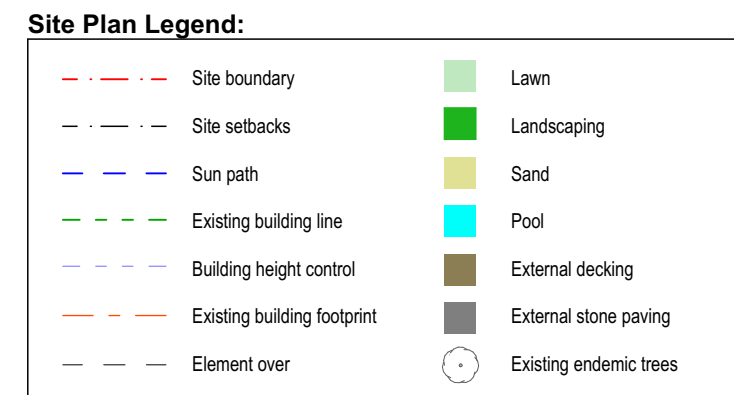 Site Plan Legend:
Site boundary
Lawn
Site setbacks
Landscaping
Sun path
Sand
Existing building line
Pool
Building height control
External decking
Existing building footprint
External stone paving
Element over
Existing endemic trees